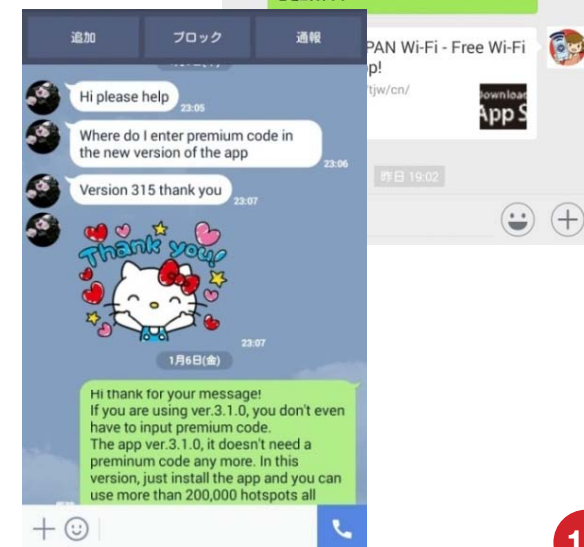 追加 ブロック 通報
Hi please help
23:05
Where do I enter premium code in
the new version of the app
23:06
Version 315 thank you
23:07
Thank you!
23:07
1月6日(金)
Hi thank for your message!
If you are using ver.3.1.0, you don't even
have to input premium code.
The app ver.3.1.0, it doesn't need a
preminum code any more. In this
version, just install the app and you can
use more than 200,000 hotspots all
PAN Wi-Fi - Free Wi-Fi
p!
tjw/cn/
Download
App S
昨日 19:02
1